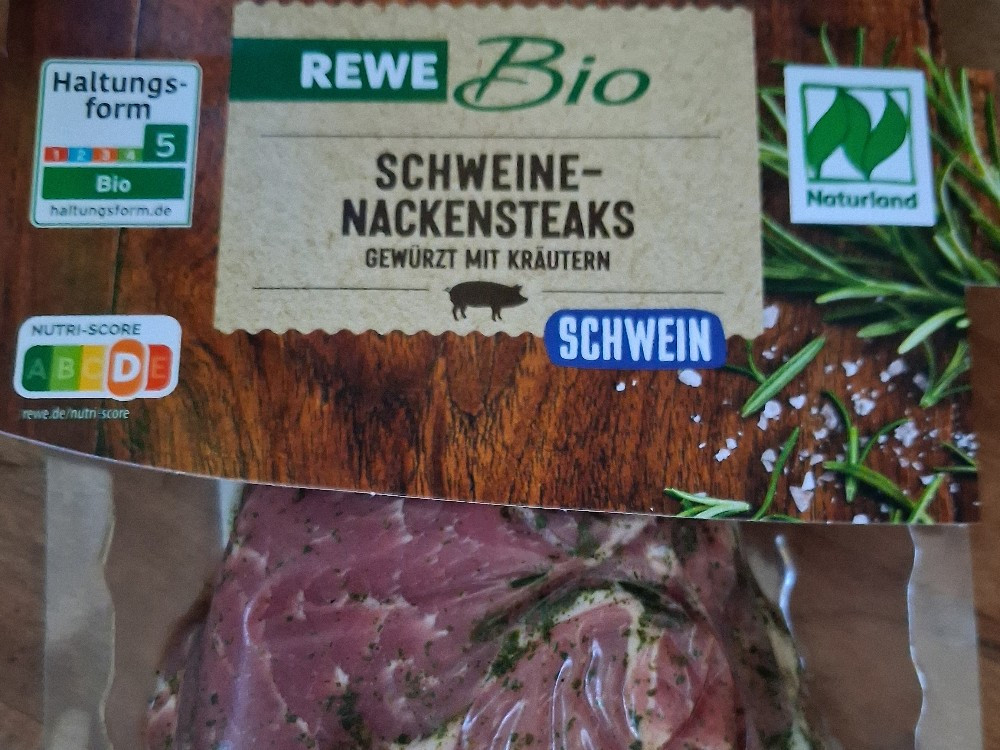 Haltungs-
form
1 2 3 4 5
Bio
haltungsform.de
REWE Bio
SCHWEINE-
NACKENSTEAKS
GEWÜRZT MIT KRÄUTERN
SCHWEIN
Naturland
NUTRI-SCORE
A B C D E
rewe.de/nutri-score